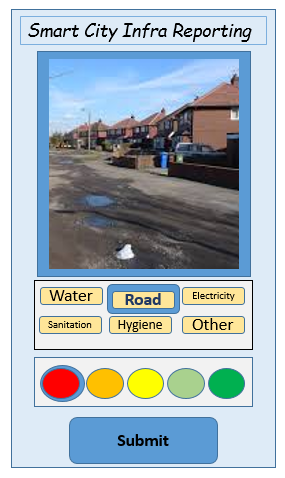 Smart City Infra Reporting
Water Road Electricity
Sanitation Hygiene Other
Submit